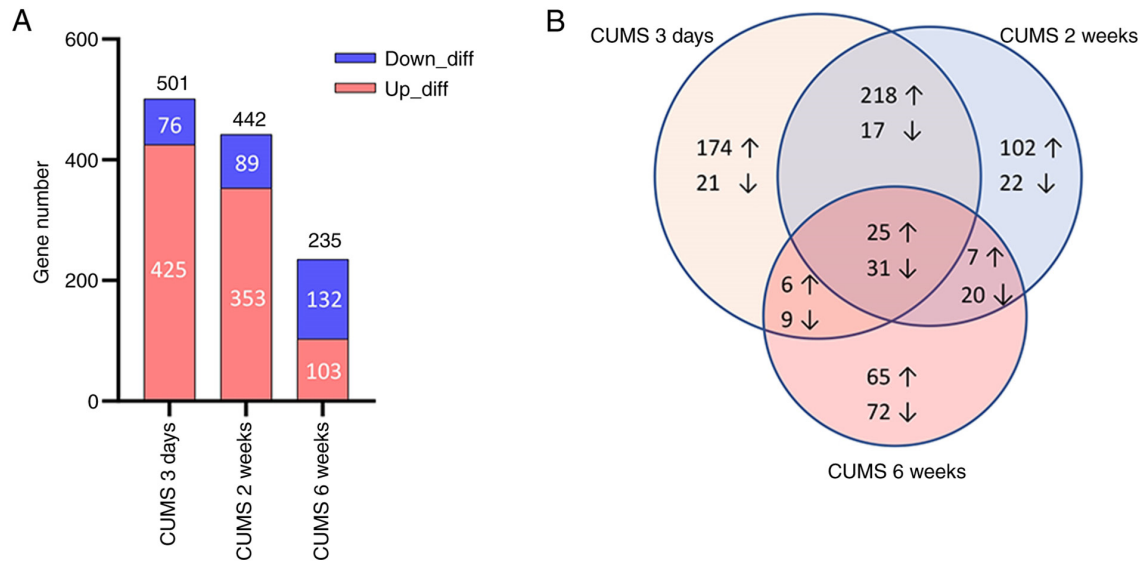 A
600
400
200
0
Gene number
501
76
425
442
89
353
235
132
103
Down_diff
Up_diff
CUMS 3 days
CUMS 2 weeks
CUMS 6 weeks
B
CUMS 3 days
CUMS 2 weeks
218 ↑
17 ↓
174 ↑
21 ↓
102 ↑
22 ↓
25 ↑
31 ↓
7 ↑
20 ↓
6 ↑
9 ↓
65 ↑
72 ↓
CUMS 6 weeks